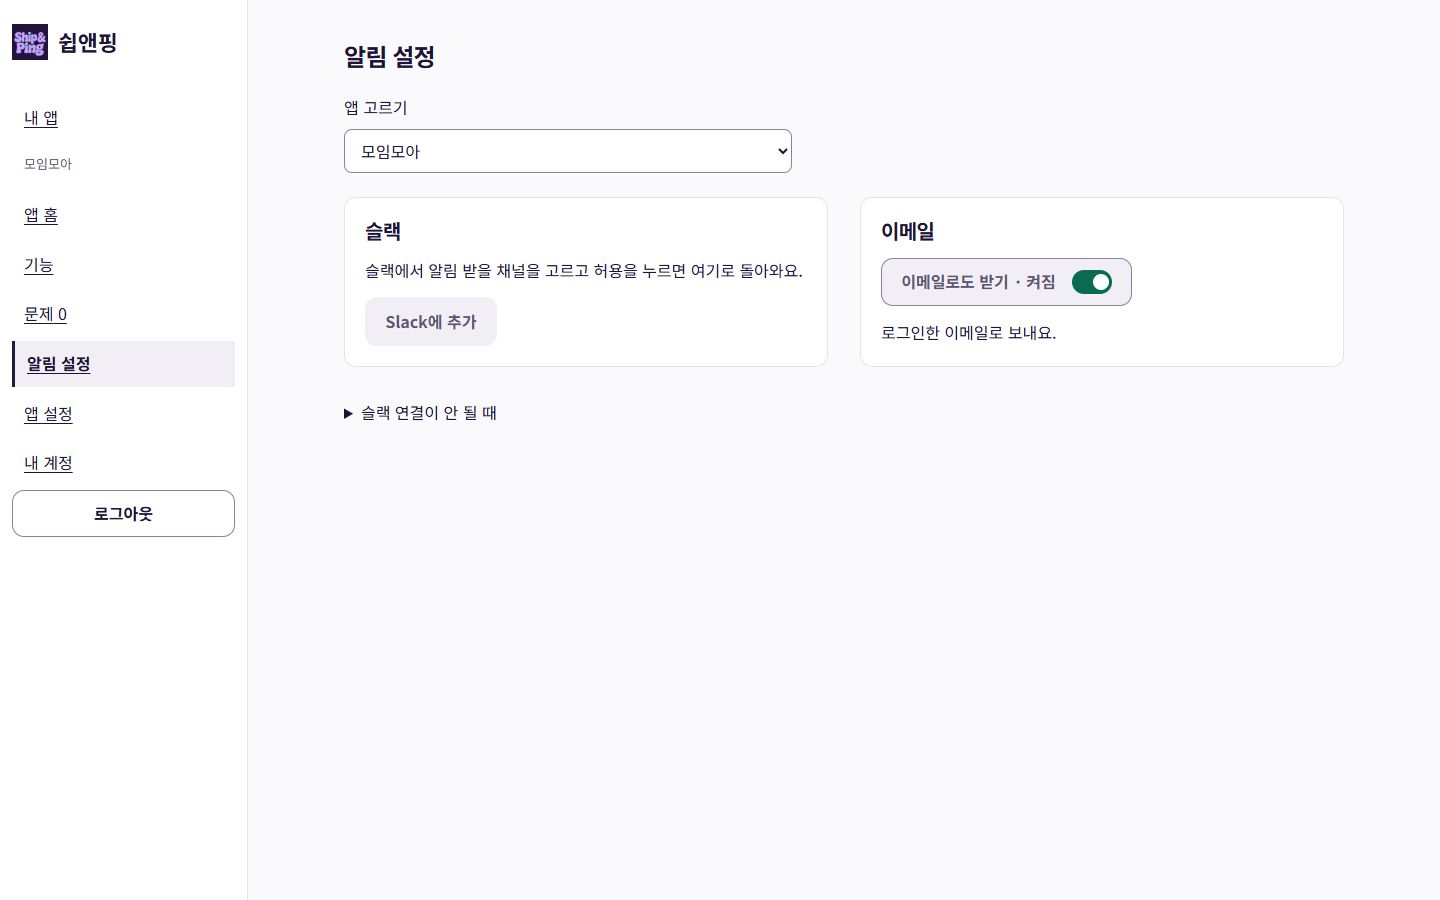 Ship&
Ping
쉽앤핑
내 앱
모임모아
앱 홈
기능
문제 0
알림 설정
앱 설정
내 계정
로그아웃
알림 설정
앱 고르기
모임모아
슬랙
슬랙에서 알림 받을 채널을 고르고 허용을 누르면 여기로 돌아와요.
Slack에 추가
이메일
이메일로도 받기 · 켜짐
로그인한 이메일로 보내요.
슬랙 연결이 안 될 때